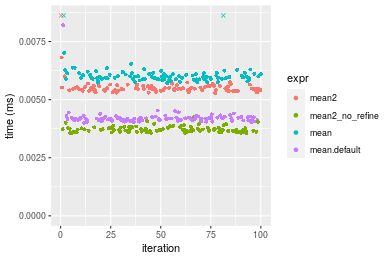 0.0075
0.0050
0.0025
0.0000
time (ms)
0
25
50
75
100
iteration
expr
mean2
mean2_no_refine
mean
mean.default